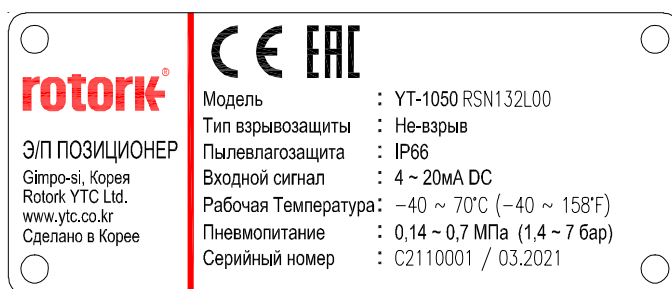 rotork®
Э/П ПОЗИЦИОНЕР
Gimpo-si, Корея
Rotork YTC Ltd.
www.ytc.co.kr
Сделано в Корее
CE EAC
Модель : YT-1050 RSN132L00
Тип взрывозащиты : Не-взрыв
Пылевлагозащита : IP66
Входной сигнал : 4 ~ 20мА DC
Рабочая Температура: −40 ~ 70°C (−40 ~ 158°F)
Пневмопитание : 0,14 ~ 0,7 МПа (1,4 ~ 7 бар)
Серийный номер : C2110001 / 03.2021